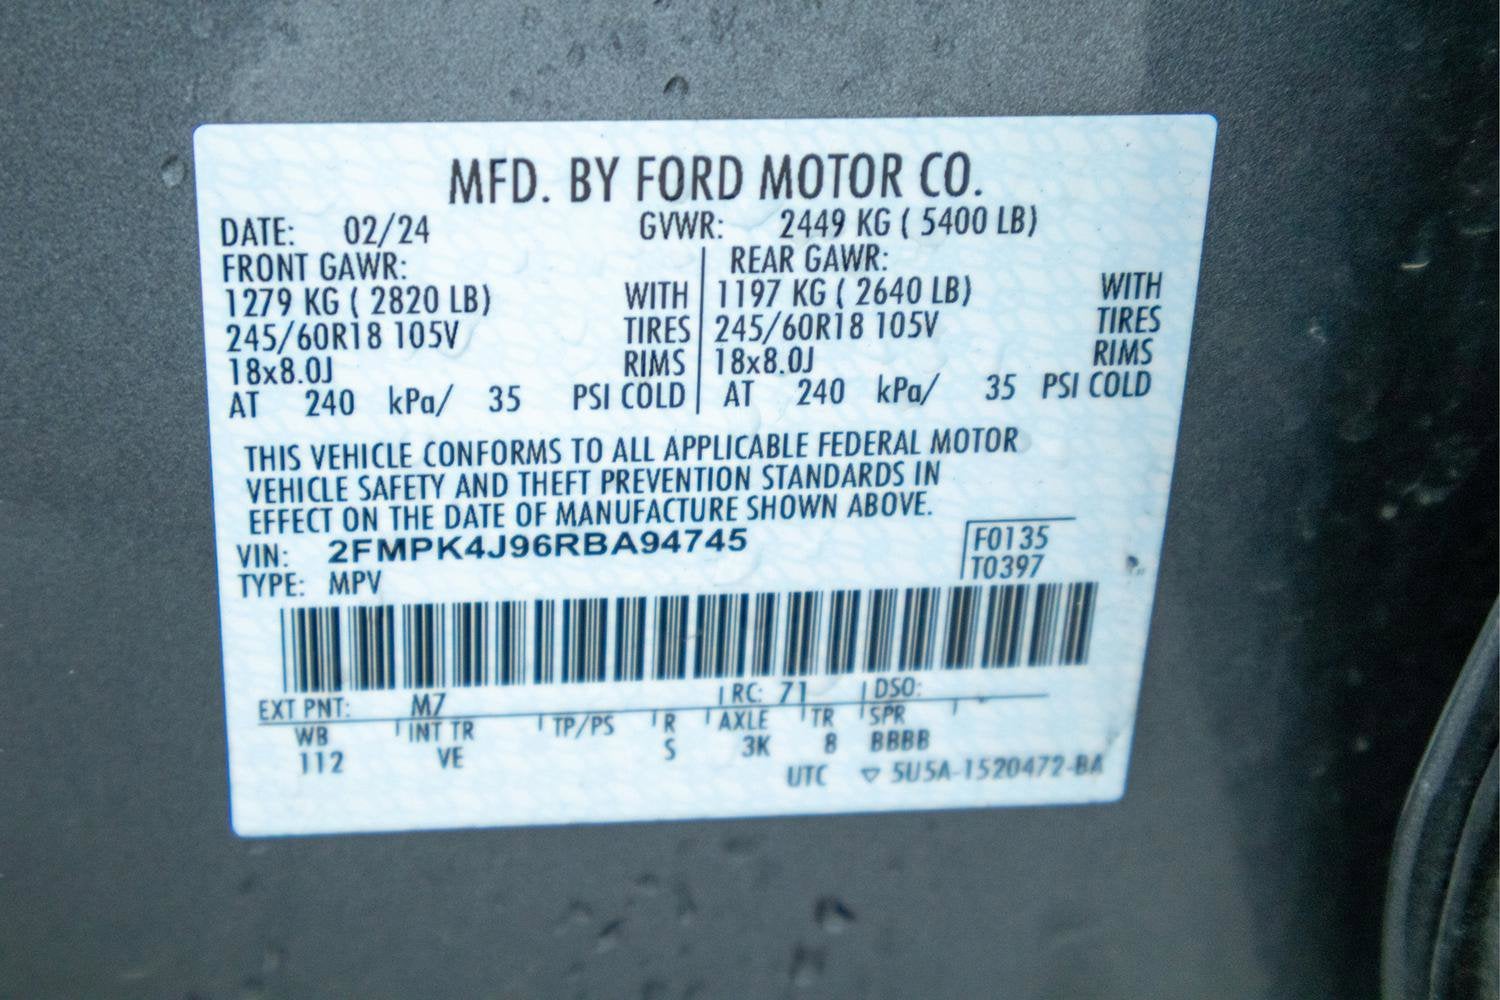 MFD. BY FORD MOTOR CO.
DATE: 02/24 GVWR: 2449 KG ( 5400 LB)
FRONT GAWR: REAR GAWR:
1279 KG ( 2820 LB) WITH 1197 KG ( 2640 LB) WITH
245/60R18 105V TIRES 245/60R18 105V TIRES
18x8.0J RIMS 18x8.0J RIMS
AT 240 kPa/ 35 PSI COLD AT 240 kPa/ 35 PSI COLD
THIS VEHICLE CONFORMS TO ALL APPLICABLE FEDERAL MOTOR
VEHICLE SAFETY AND THEFT PREVENTION STANDARDS IN
EFFECT ON THE DATE OF MANUFACTURE SHOWN ABOVE.
VIN: 2FMPK4J96RBA94745 F0135
TYPE: MPV T0397
EXT PNT: M7 RC: 71 DSO:
WB INT TR TP/PS R AXLE TR SPR
112 VE S 3K 8 BBBB
UTC ▽ 5U5A-1520472-BA